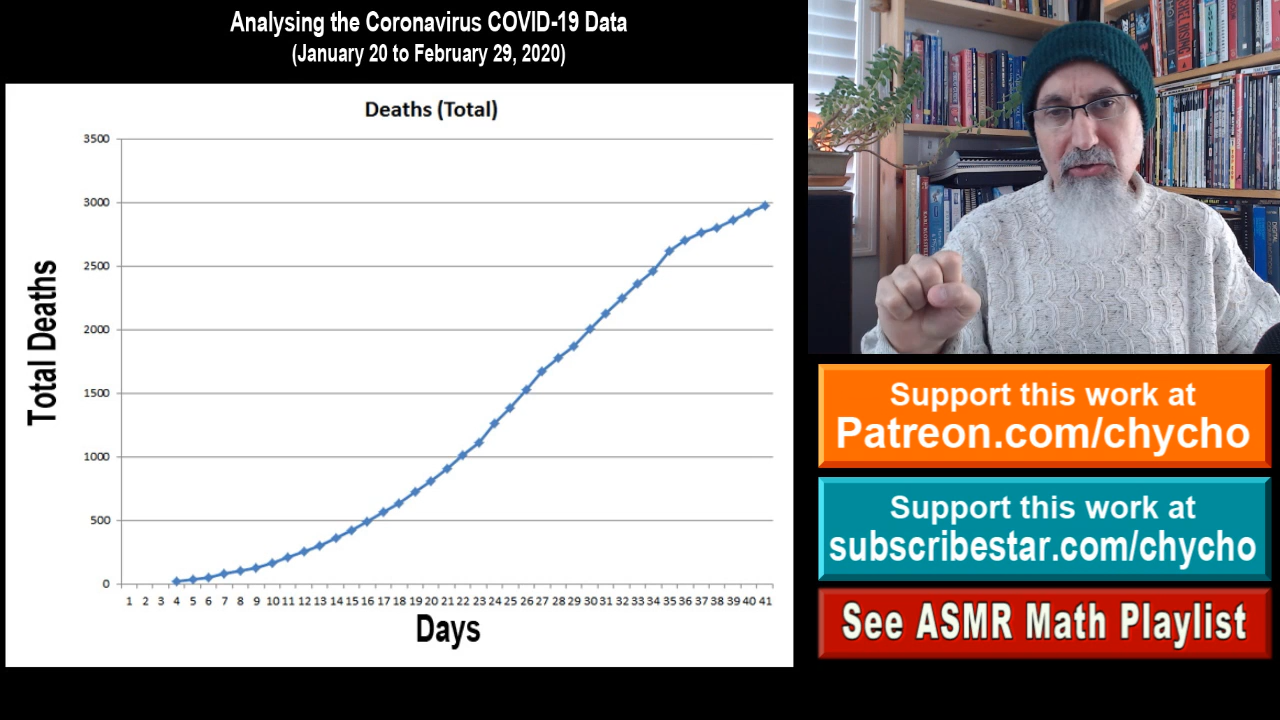 Analysing the Coronavirus COVID-19 Data
(January 20 to February 29, 2020)
Deaths (Total)
3500
3000
2500
2000
1500
1000
500
0
Total Deaths
1 2 3 4 5 6 7 8 9 10 11 12 13 14 15 16 17 18 19 20 21 22 23 24 25 26 27 28 29 30 31 32 33 34 35 36 37 38 39 40 41
Days
Support this work at
Patreon.com/chycho
Support this work at
subscribestar.com/chycho
See ASMR Math Playlist